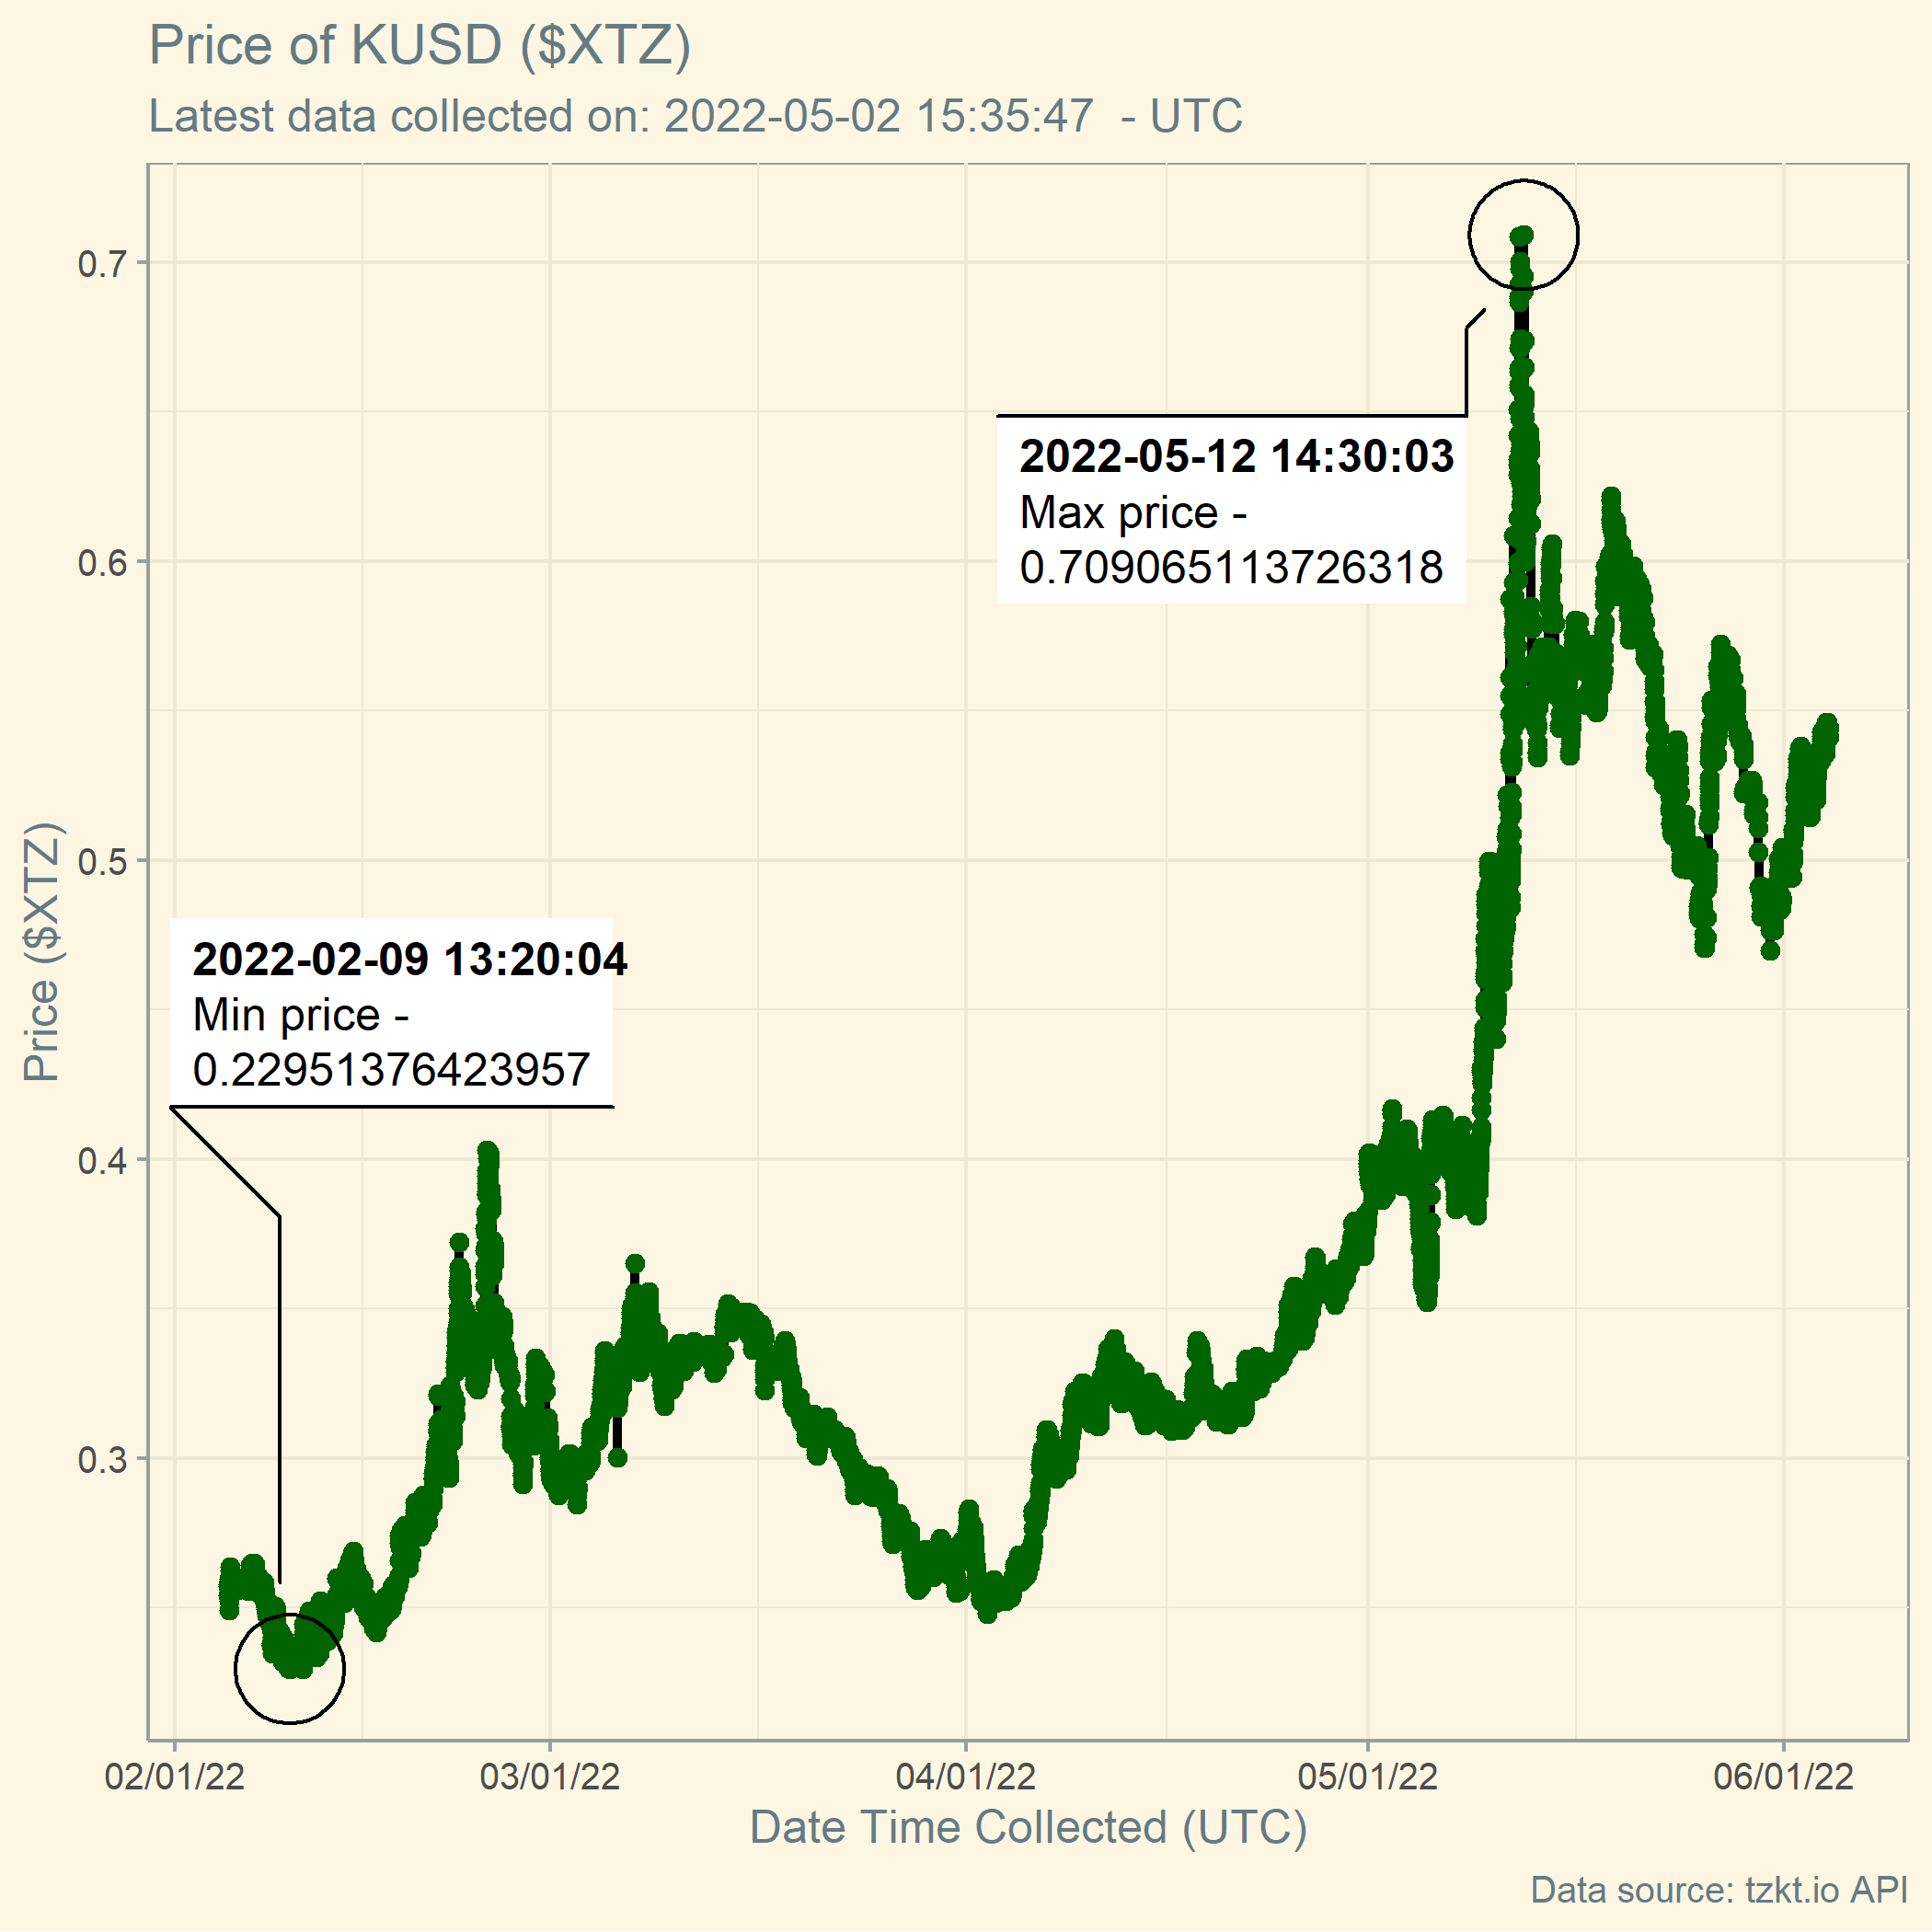 Price of KUSD ($XTZ)
Latest data collected on: 2022-05-02 15:35:47  - UTC
0.7
0.6
0.5
0.4
0.3
Price ($XTZ)
2022-05-12 14:30:03
Max price -
0.709065113726318
2022-02-09 13:20:04
Min price -
0.22951376423957
02/01/22
03/01/22
04/01/22
05/01/22
06/01/22
Date Time Collected (UTC)
Data source: tzkt.io API